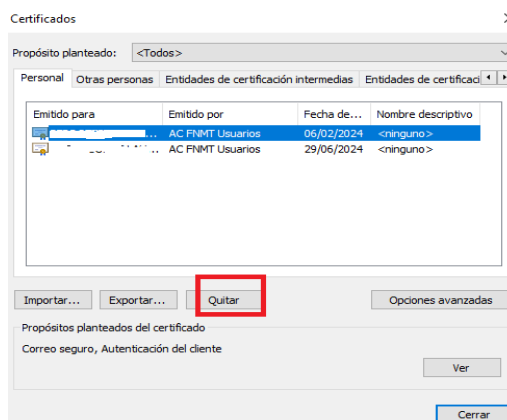 Certificados
Propósito planteado: <Todos>
Personal Otras personas Entidades de certificación intermedias Entidades de certificaci
Emitido para Emitido por Fecha de... Nombre descriptivo
... AC FNMT Usuarios 06/02/2024 <ninguno>
... AC FNMT Usuarios 29/06/2024 <ninguno>
Importar... Exportar... Quitar Opciones avanzadas
Propósitos planteados del certificado
Correo seguro, Autenticación del cliente
Ver
Cerrar